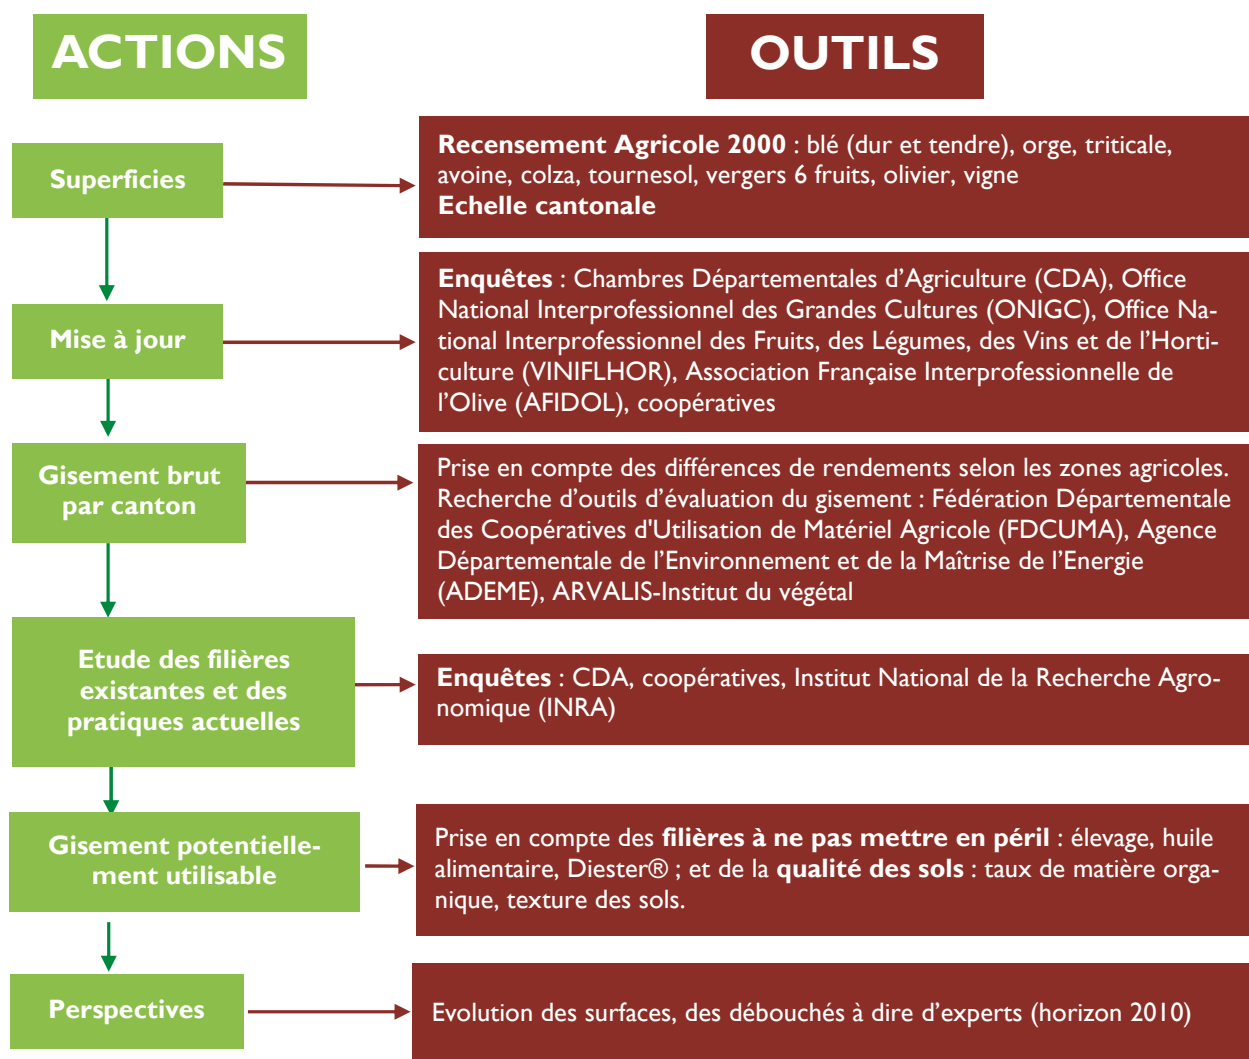 ACTIONS
OUTILS
Superficies
Recensement Agricole 2000 : blé (dur et tendre), orge, triticale,
avoine, colza, tournesol, vergers 6 fruits, olivier, vigne
Echelle cantonale
Mise à jour
Enquêtes : Chambres Départementales d’Agriculture (CDA), Office
National Interprofessionnel des Grandes Cultures (ONIGC), Office Na-
tional Interprofessionnel des Fruits, des Légumes, des Vins et de l’Horti-
culture (VINIFLHOR), Association Française Interprofessionnelle de
l’Olive (AFIDOL), coopératives
Gisement brut
par canton
Prise en compte des différences de rendements selon les zones agricoles.
Recherche d’outils d’évaluation du gisement : Fédération Départementale
des Coopératives d'Utilisation de Matériel Agricole (FDCUMA), Agence
Départementale de l’Environnement et de la Maîtrise de l’Energie
(ADEME), ARVALIS-Institut du végétal
Etude des filières
existantes et des
pratiques actuelles
Enquêtes : CDA, coopératives, Institut National de la Recherche Agro-
nomique (INRA)
Gisement potentielle-
ment utilisable
Prise en compte des filières à ne pas mettre en péril : élevage, huile
alimentaire, Diester® ; et de la qualité des sols : taux de matière orga-
nique, texture des sols.
Perspectives
Evolution des surfaces, des débouchés à dire d’experts (horizon 2010)